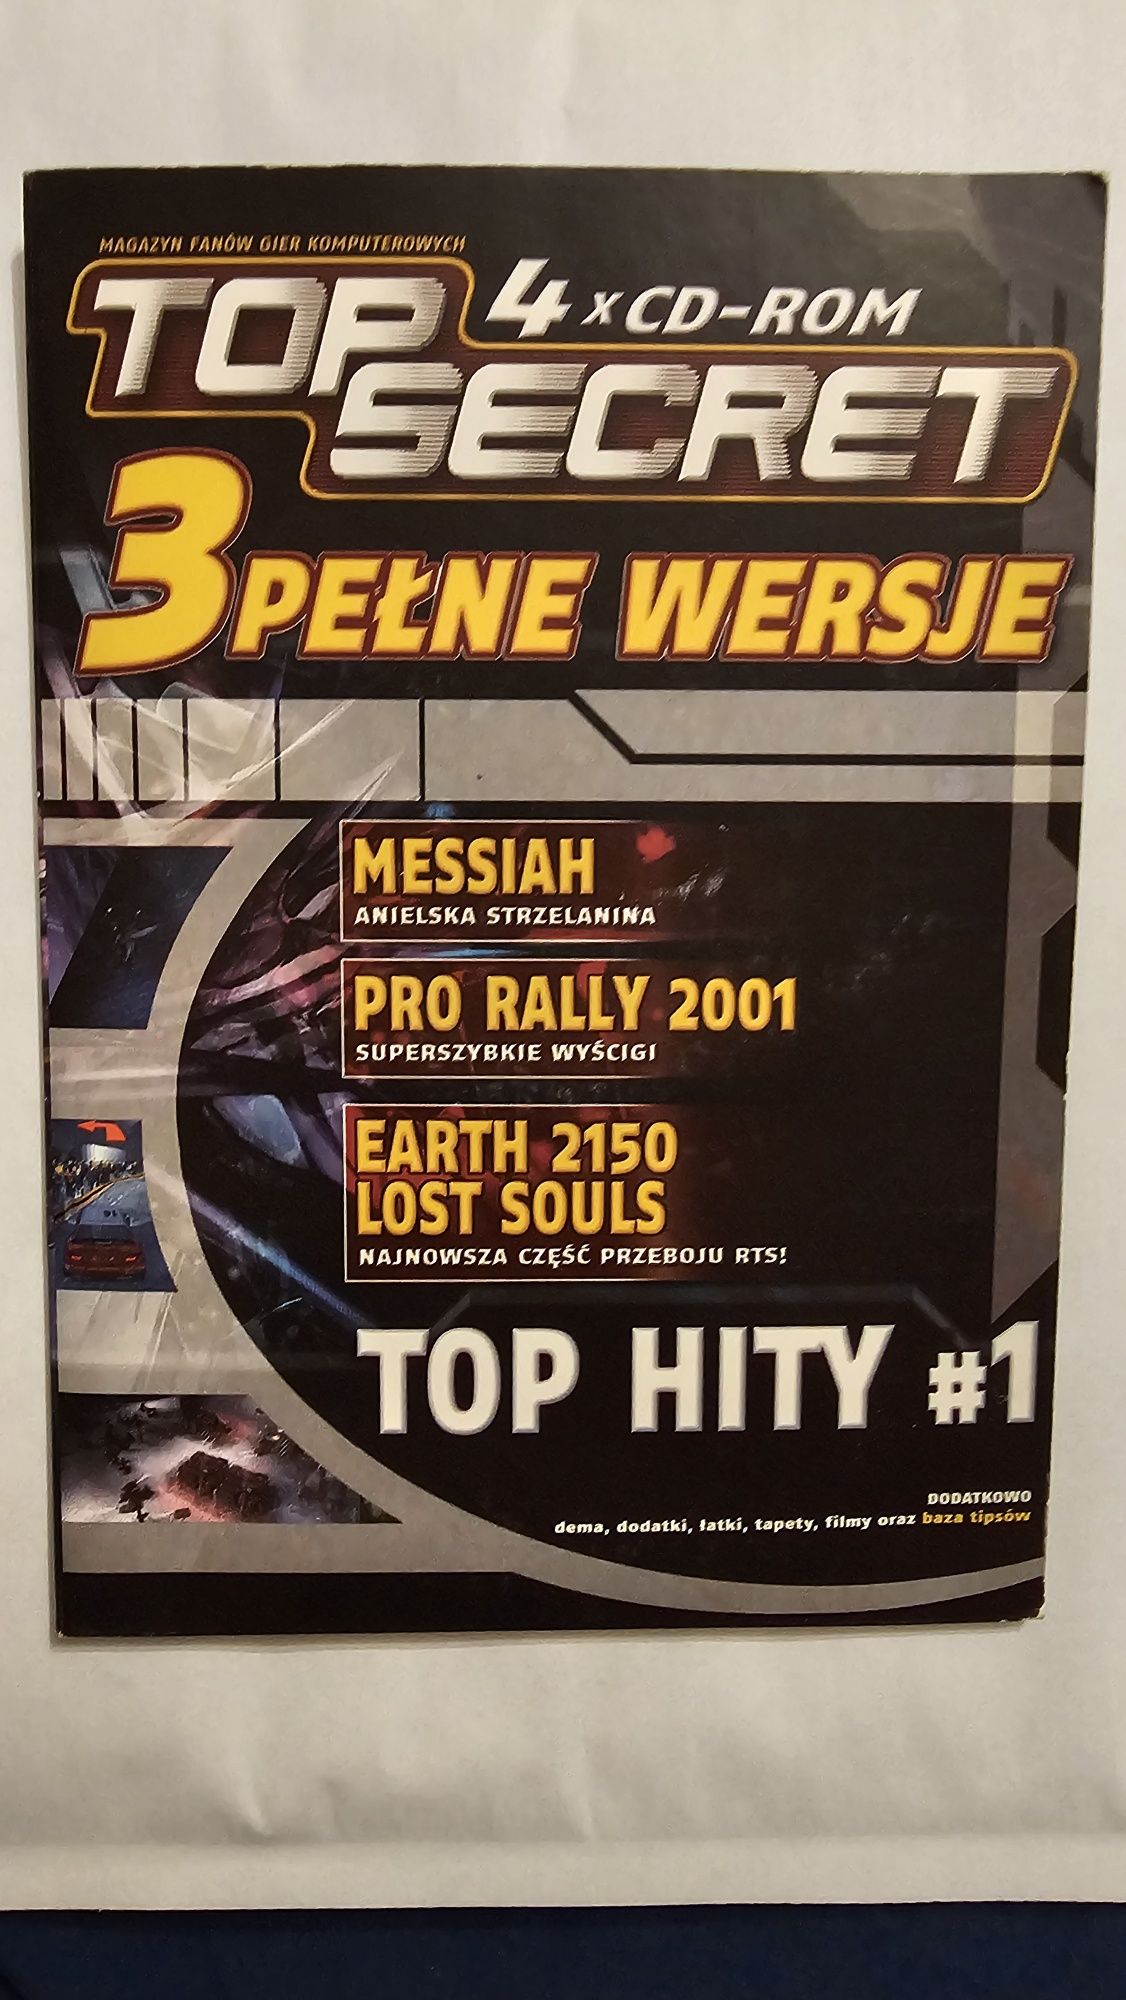 MAGAZYN FANÓW GIER KOMPUTEROWYCH
TOP SECRET
4 x CD-ROM
3 PEŁNE WERSJE
MESSIAH
ANIELSKA STRZELANINA
PRO RALLY 2001
SUPERSZYBKIE WYŚCIGI
EARTH 2150
LOST SOULS
NAJNOWSZA CZĘŚĆ PRZEBOJU RTS!
TOP HITY #1
DODATKOWO
dema, dodatki, łatki, tapety, filmy oraz baza tipsów